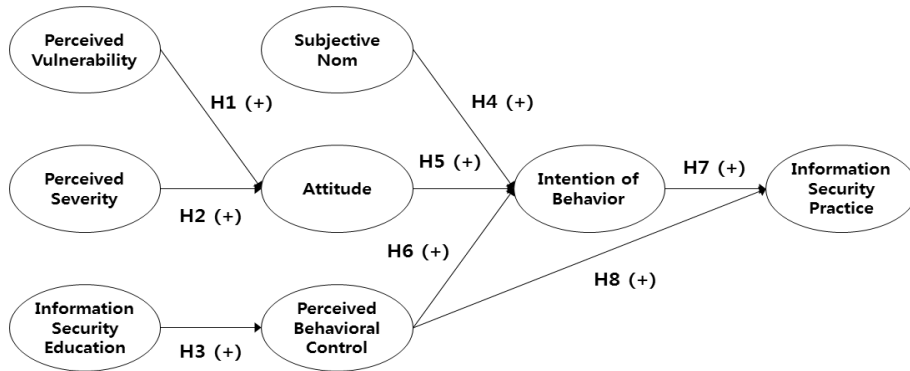 Perceived
Vulnerability
Subjective
Nom
H1 (+)
H4 (+)
Perceived
Severity
H2 (+)
Attitude
H5 (+)
Intention of
Behavior
H7 (+)
Information
Security
Practice
H6 (+)
H8 (+)
Information
Security
Education
H3 (+)
Perceived
Behavioral
Control